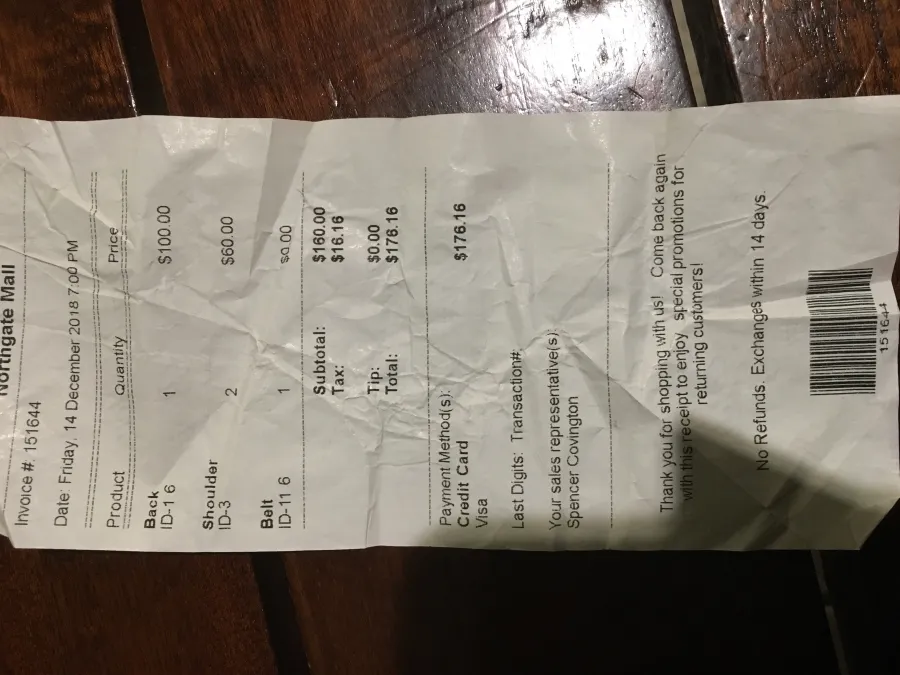 Northgate Mall
Invoice #: 151644
Date: Friday, 14 December 2018 7:00 PM
Product Quantity Price
Back 1 $100.00
ID-1 1 6
Shoulder 2 $60.00
ID-3
Belt 1 $0.00
ID-11 6
Subtotal: $160.00
Tax: $16.16
Tip: $0.00
Total: $176.16
Payment Method(s):
Credit Card $176.16
Visa
Last Digits: Transaction#:
Your sales representative(s):
Spencer Covington
Thank you for shopping with us! Come back again
with this receipt to enjoy special promotions for
returning customers!
No Refunds. Exchanges within 14 days.
151644